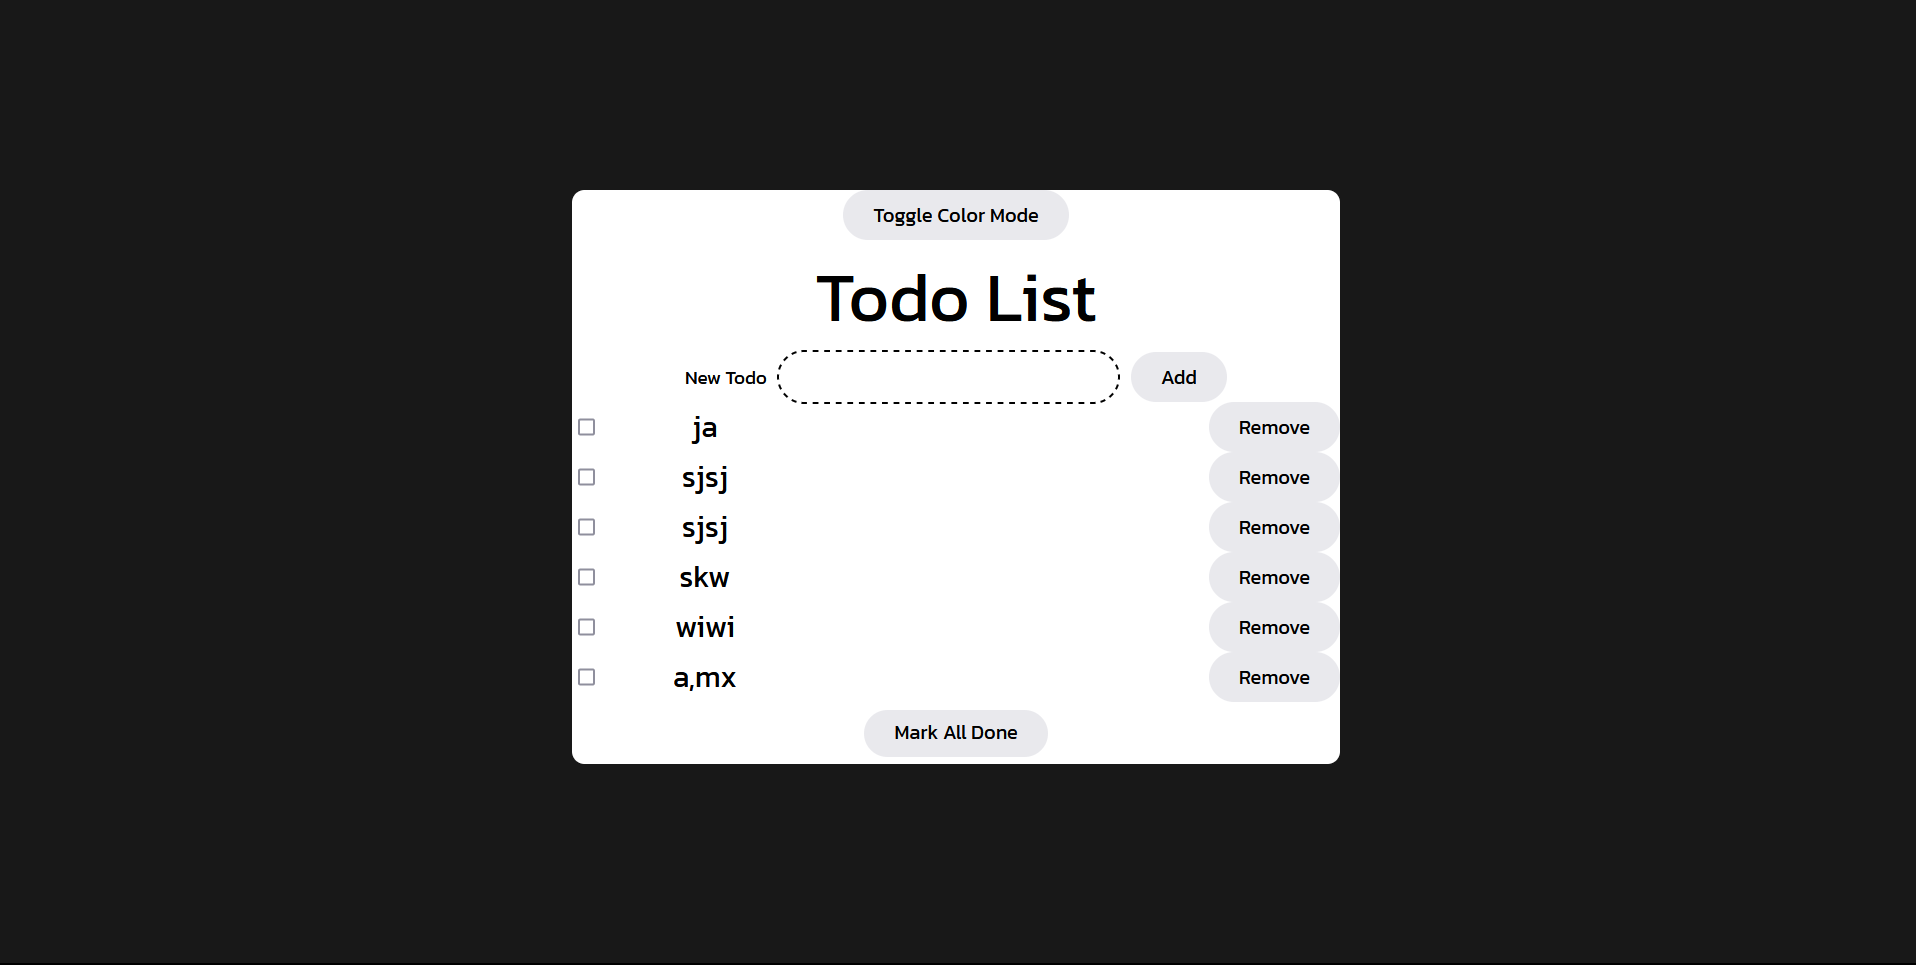 Toggle Color Mode
Todo List
New Todo Add
ja Remove
sjsj Remove
sjsj Remove
skw Remove
wiwi Remove
a,mx Remove
Mark All Done